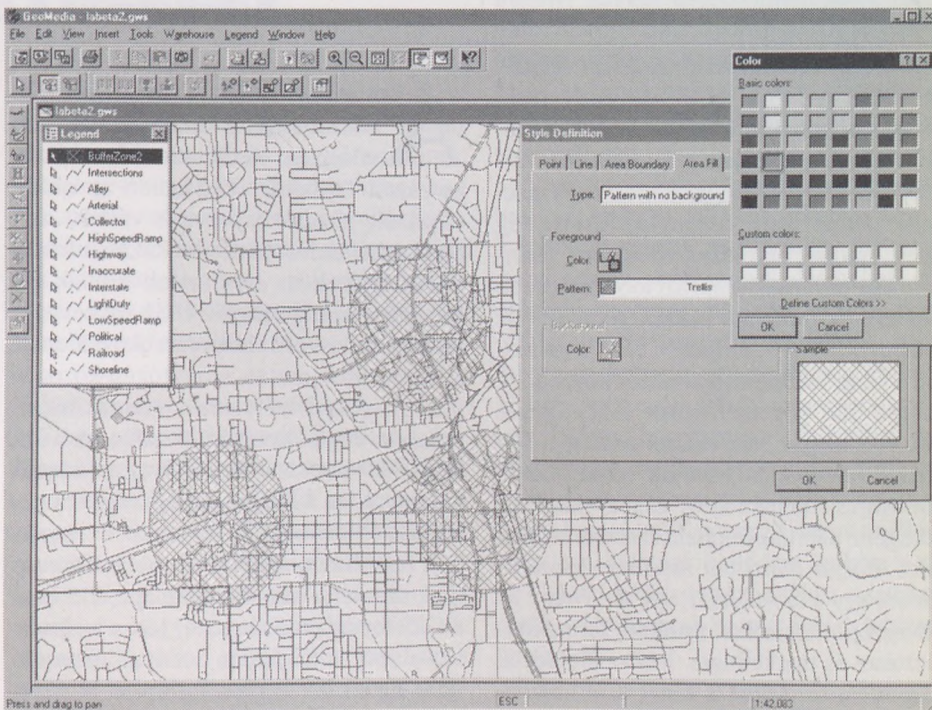 GeoMedia - labeta2.gws
File Edit View Insert Tools Warehouse Legend Window Help
labeta2.gws
Legend
BufferZone2
Intersections
Alley
Arterial
Collector
HighSpeedRamp
Highway
Inaccurate
Interstate
LightDuty
LowSpeedRamp
Political
Railroad
Shoreline
Style Definition
Point Line Area Boundary Area Fill
Type: Pattern with no background
Foreground
Color:
Pattern: Trellis
Background
Color:
Sample
OK Cancel
Color
Basic colors:
Custom colors:
Define Custom Colors >>
OK Cancel
Press and drag to pan ESC 1:42,083